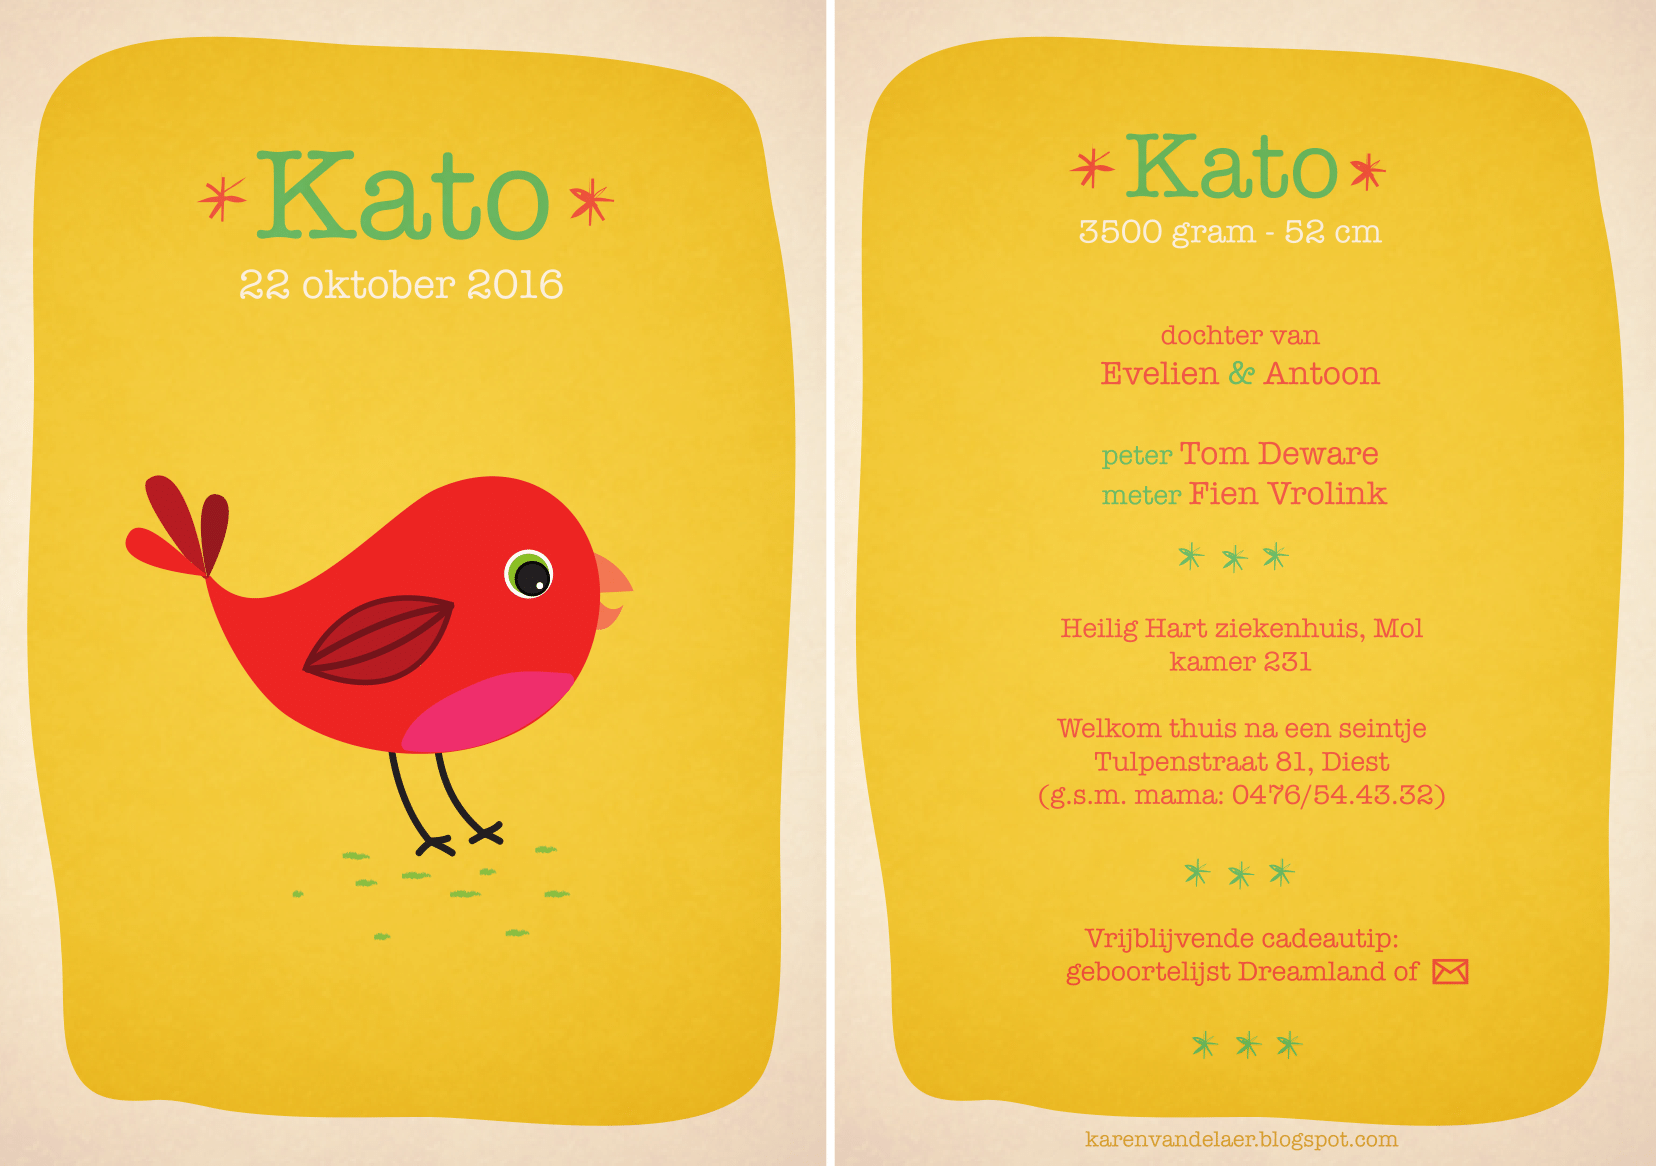 Kato
22 oktober 2016
Kato
3500 gram - 52 cm
dochter van
Evelien & Antoon
peter Tom Deware
meter Fien Vrolink
Heilig Hart ziekenhuis, Mol
kamer 231
Welkom thuis na een seintje
Tulpenstraat 81, Diest
(g.s.m. mama: 0476/54.43.32)
Vrijblijvende cadeautip:
geboortelijst Dreamland of
karenvandelaer.blogspot.com